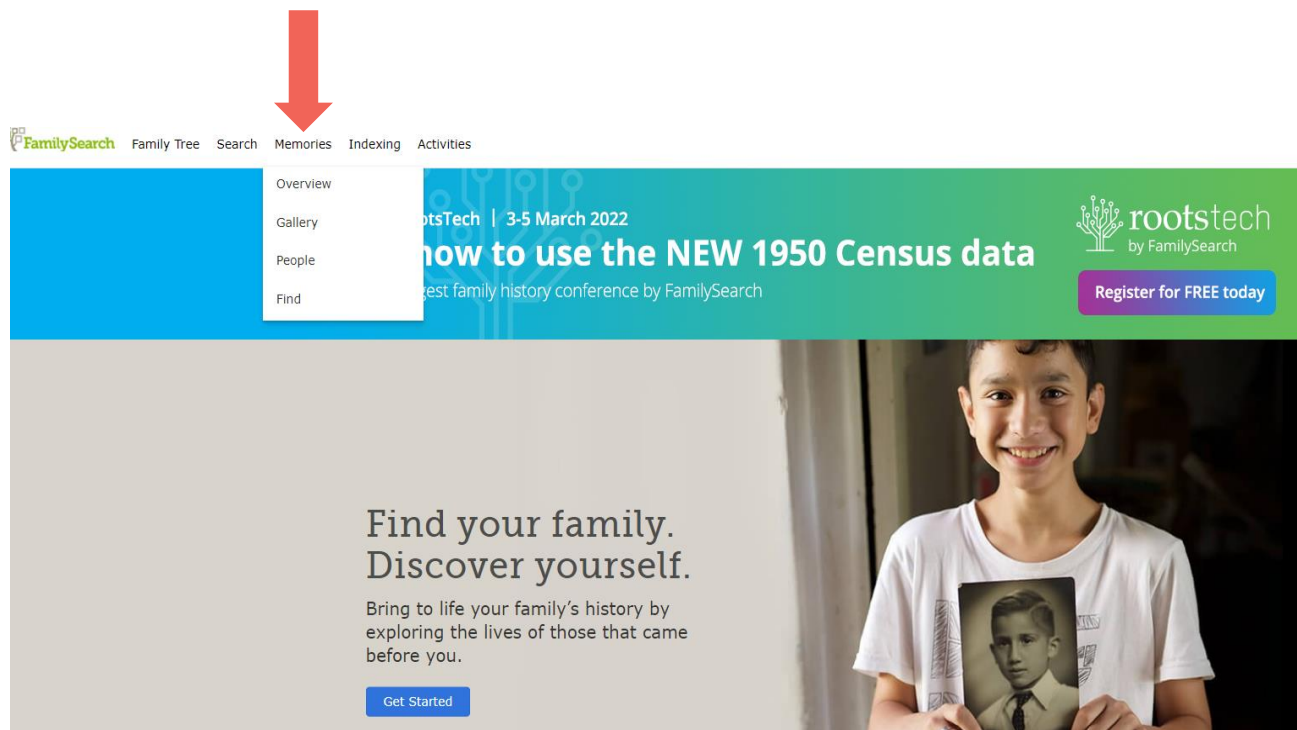 FamilySearch Family Tree Search Memories Indexing Activities
Overview
Gallery
People
Find
otsTech | 3-5 March 2022
how to use the NEW 1950 Census data
gest family history conference by FamilySearch
rootstech
by FamilySearch
Register for FREE today
Find your family.
Discover yourself.
Bring to life your family’s history by
exploring the lives of those that came
before you.
Get Started